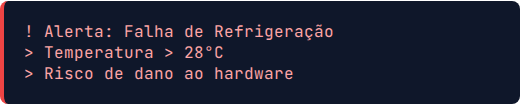 ! Alerta: Falha de Refrigeração
> Temperatura > 28°C
> Risco de dano ao hardware